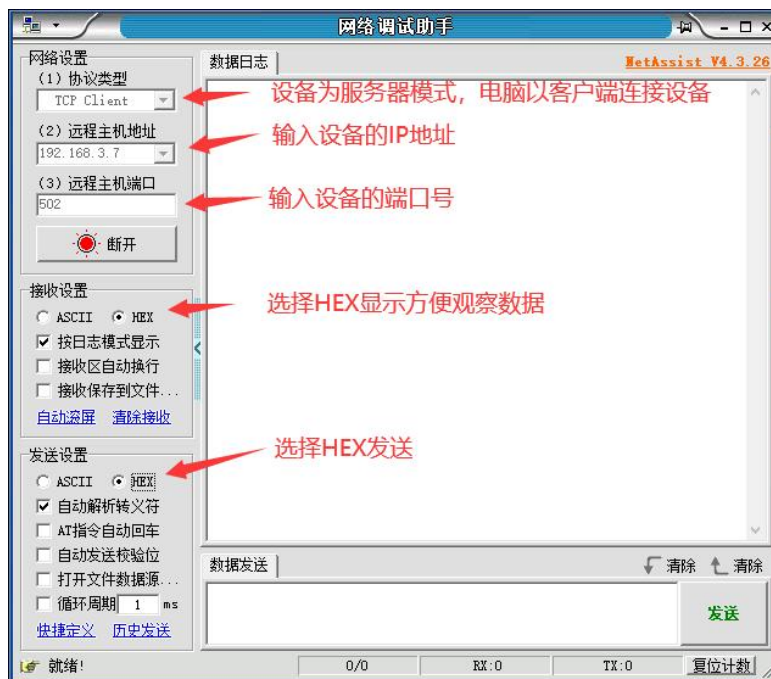 网络调试助手
网络设置
数据日志
NetAssist V4.3.26
(1) 协议类型
TCP Client
设备为服务器模式，电脑以客户端连接设备
(2) 远程主机地址
192.168.3.7
输入设备的IP地址
(3) 远程主机端口
502
输入设备的端口号
断开
接收设置
ASCII HEX
选择HEX显示方便观察数据
按日志模式显示
接收区自动换行
接收保存到文件...
自动滚屏 清除接收
发送设置
选择HEX发送
ASCII HEX
自动解析转义符
AT指令自动回车
自动发送校验位
打开文件数据源...
循环周期 1 ms
快捷定义 历史发送
数据发送
清除 清除
发送
就绪! 0/0 RX:0 TX:0 复位计数